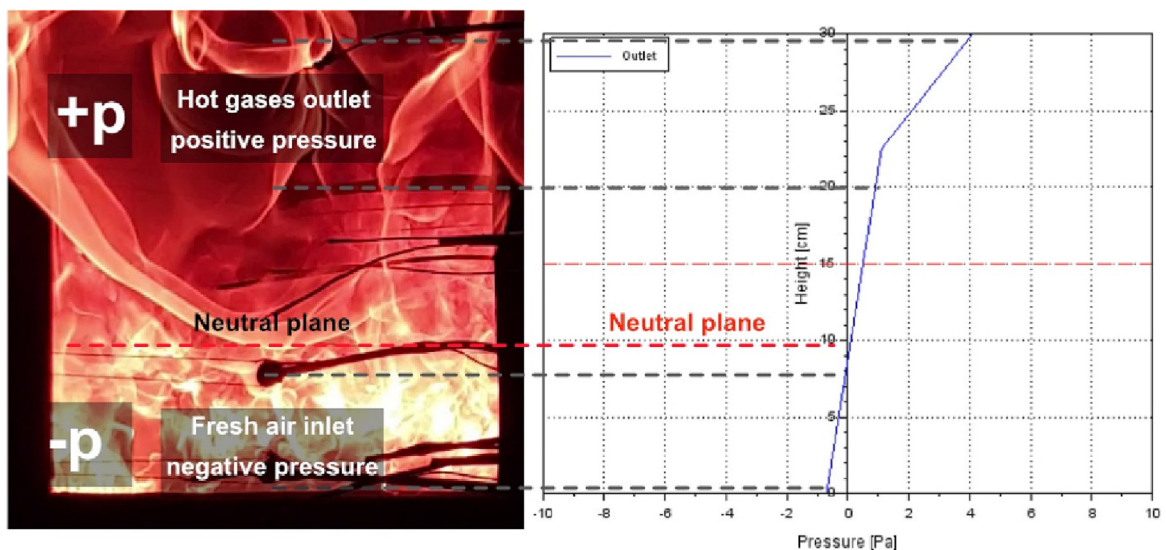 +p
Hot gases outlet
positive pressure
Neutral plane
-p
Fresh air inlet
negative pressure
Outlet
Neutral plane
30
25
20
15
10
5
0
Height [cm]
-10 -8 -6 -4 -2 0 2 4 6 8 10
Pressure [Pa]